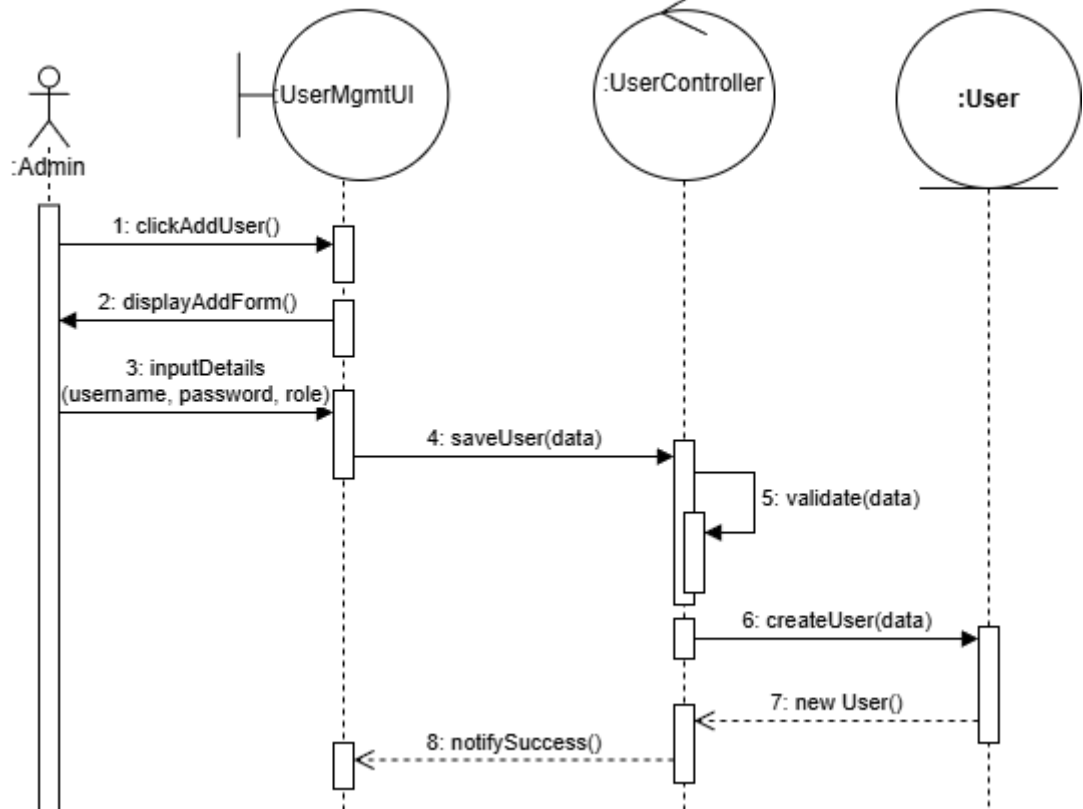 :UserMgmtUI
:UserController
:User
:Admin
1: clickAddUser()
2: displayAddForm()
3: inputDetails
(username, password, role)
4: saveUser(data)
5: validate(data)
6: createUser(data)
7: new User()
8: notifySuccess()